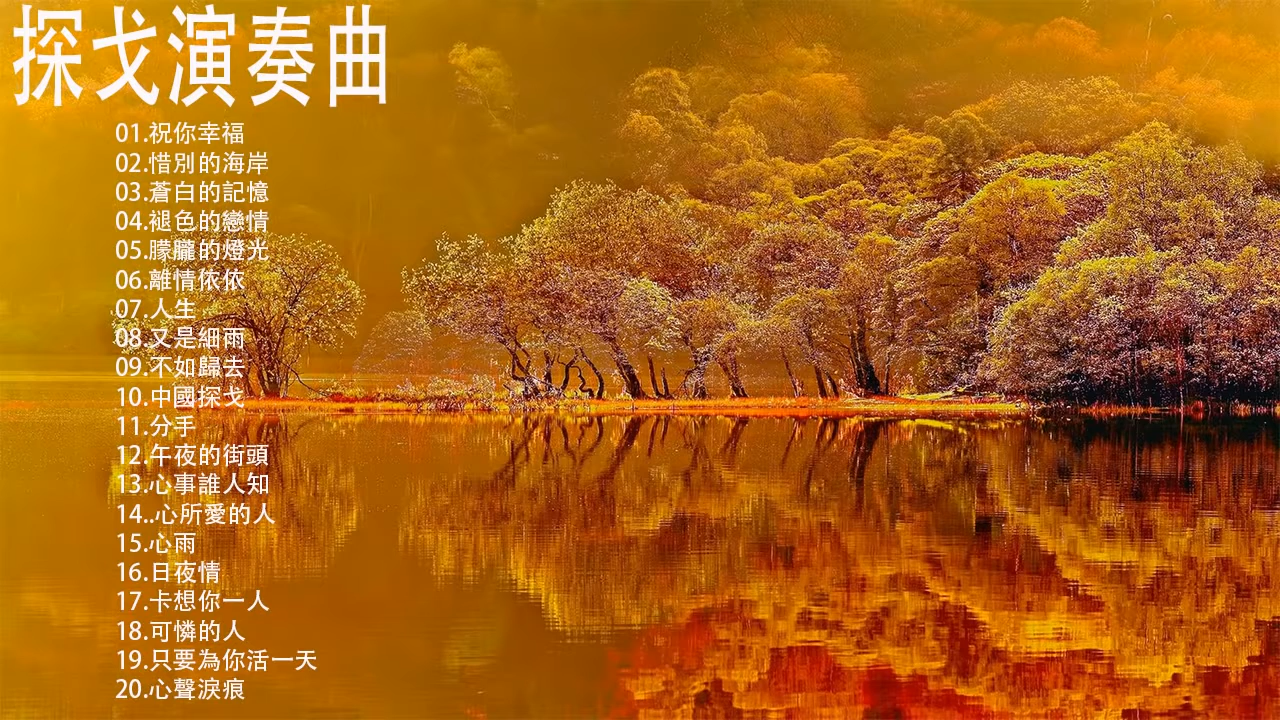 探戈演奏曲
01.祝你幸福
02.惜別的海岸
03.蒼白的記憶
04.褪色的戀情
05.朦朧的燈光
06.離情依依
07.人生
08.又是細雨
09.不如歸去
10.中國探戈
11.分手
12.午夜的街頭
13.心事誰人知
14..心所愛的人
15.心雨
16.日夜情
17.卡想你一人
18.可憐的人
19.只要為你活一天
20.心聲淚痕